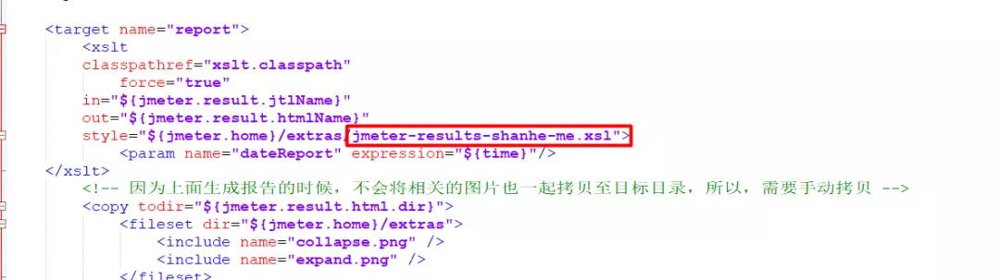 <target name="report">
<xslt
classpathref="xslt.classpath"
force="true"
in="${jmeter.result.jtlName}"
out="${jmeter.result.htmlName}"
style="${jmeter.home}/extras/jmeter-results-shanhe-me.xsl">
<param name="dateReport" expression="${time}"/>
</xslt>
<!-- 因为上面生成报告的时候，不会将相关的图片也一起拷贝至目标目录，所以，需要手动拷贝 -->
<copy todir="${jmeter.result.html.dir}">
<fileset dir="${jmeter.home}/extras">
<include name="collapse.png" />
<include name="expand.png" />
</fileset>